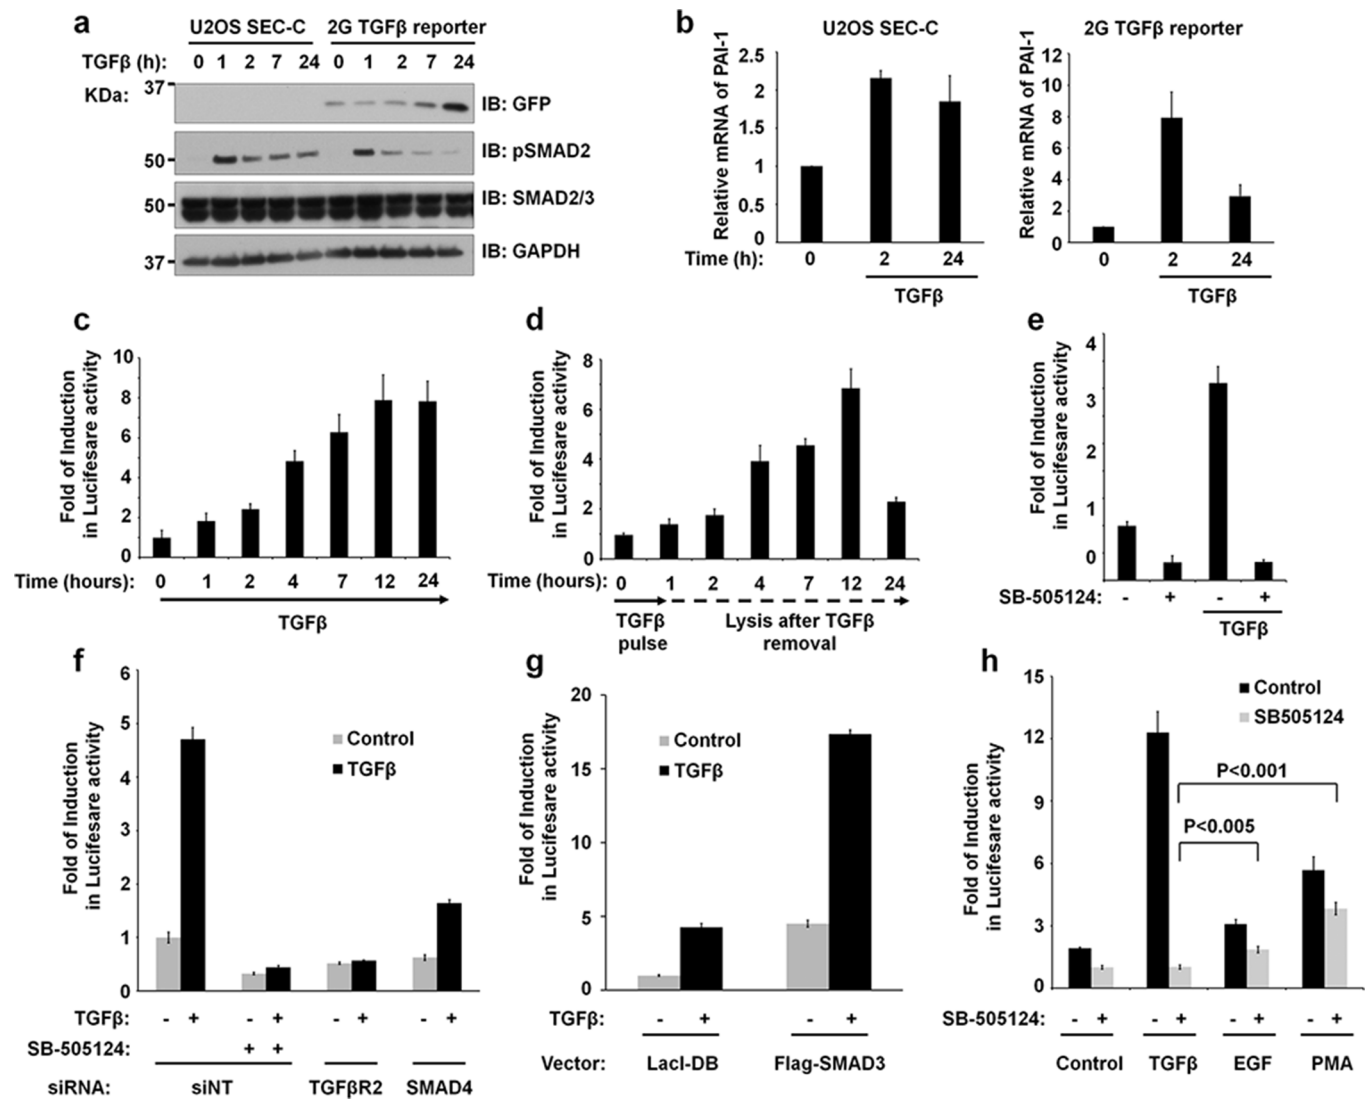 a
U2OS SEC-C 2G TGFβ reporter
TGFβ (h): 0 1 2 7 24 0 1 2 7 24
KDa:
37
IB: GFP
50
IB: pSMAD2
50
IB: SMAD2/3
37
IB: GAPDH
b
U2OS SEC-C
Relative mRNA of PAI-1
2.5
2
1.5
1
0.5
0
Time (h): 0 2 24
TGFβ
2G TGFβ reporter
Relative mRNA of PAI-1
12
10
8
6
4
2
0
0 2 24
TGFβ
c
Fold of Induction
in Lucifesare activity
10
8
6
4
2
0
Time (hours): 0 1 2 4 7 12 24
TGFβ
d
Fold of Induction
in Lucifesare activity
8
6
4
2
0
Time (hours): 0 1 2 4 7 12 24
TGFβ
pulse
Lysis after TGFβ
removal
e
Fold of Induction
in Lucifesare activity
4
3
2
1
0
SB-505124: - + - +
TGFβ
f
Fold of Induction
in Lucifesare activity
6
5
4
3
2
1
0
Control
TGFβ
TGFβ: - + - + - + - +
SB-505124: + +
siRNA: siNT TGFβR2 SMAD4
g
Fold of Induction
in Lucifesare activity
20
15
10
5
0
Control
TGFβ
TGFβ: - + - +
Vector: LacI-DB Flag-SMAD3
h
Fold of Induction
in Lucifesare activity
15
12
9
6
3
0
Control
SB505124
P<0.001
P<0.005
SB-505124: - + - + - + - +
Control TGFβ EGF PMA